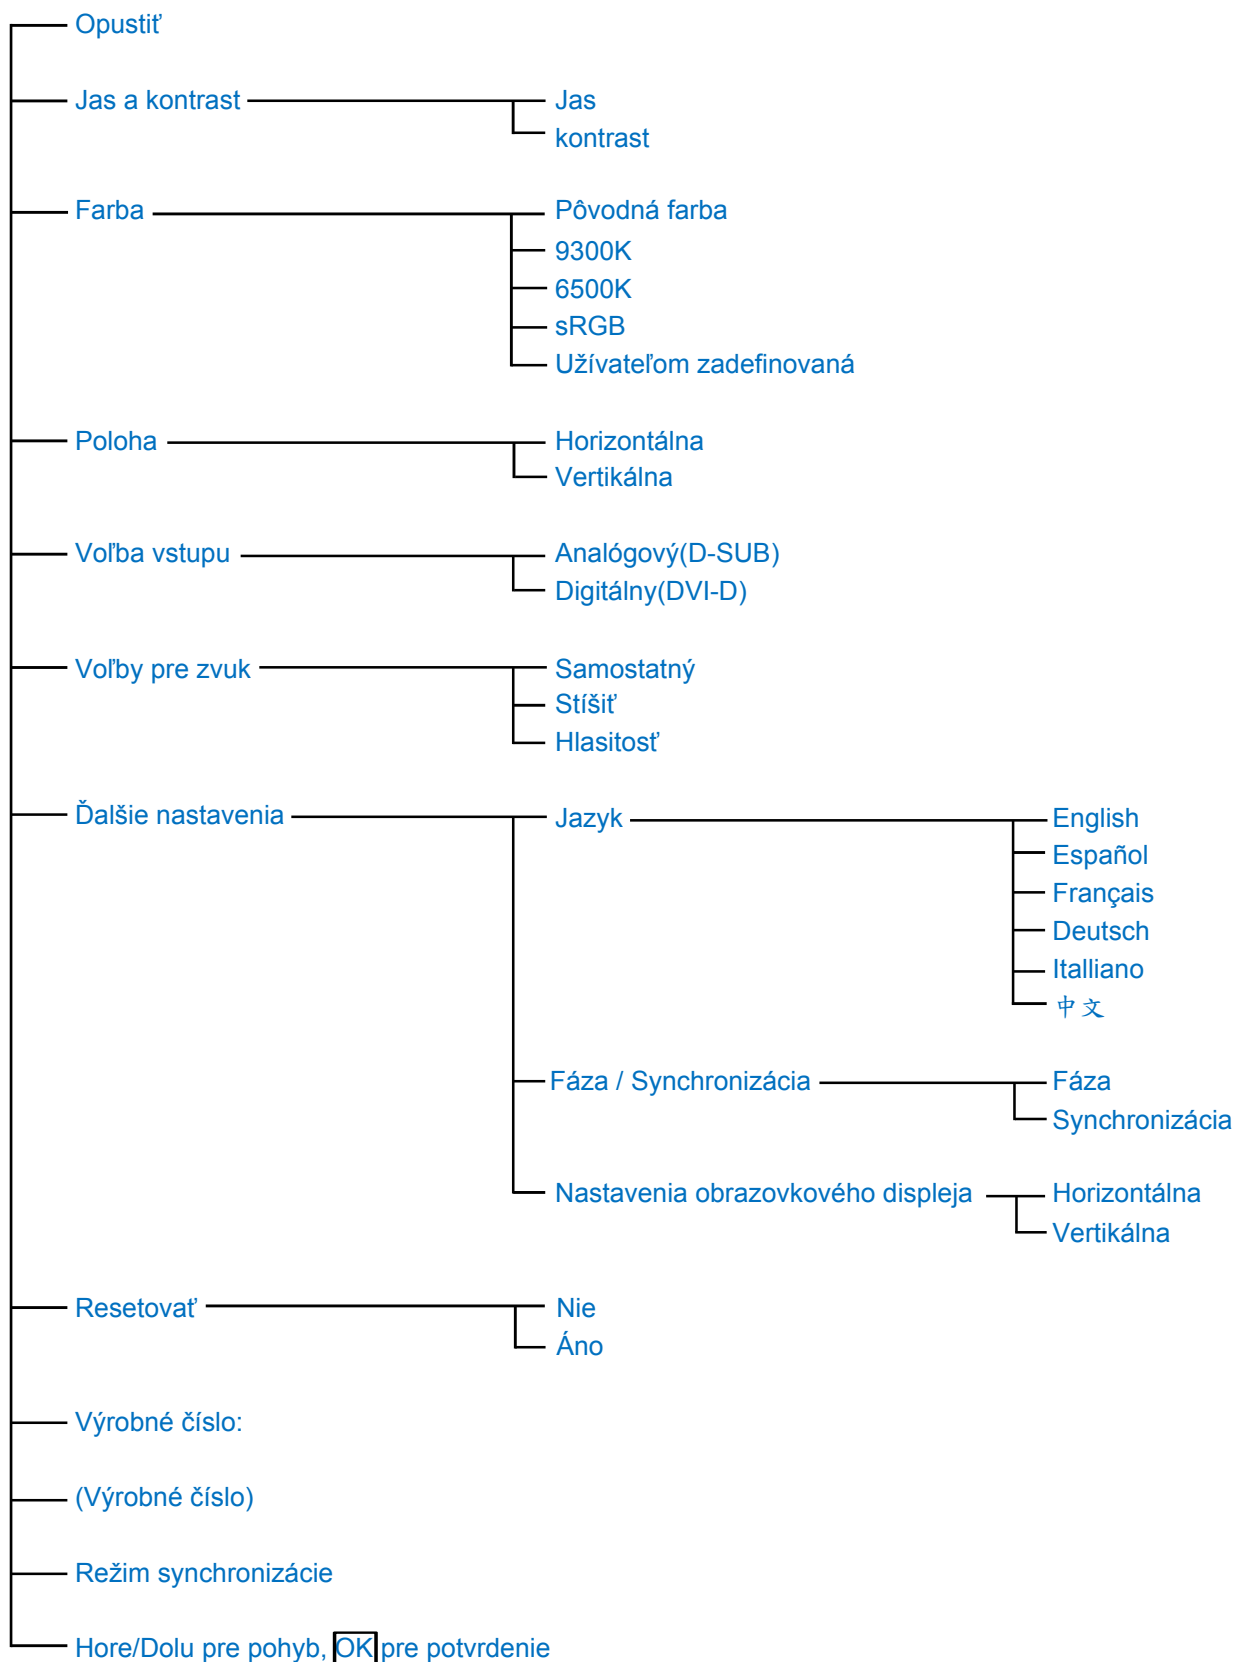 Opustiť
Jas a kontrast
Jas
kontrast
Farba
Pôvodná farba
9300K
6500K
sRGB
Užívateľom zadefinovaná
Poloha
Horizontálna
Vertikálna
Voľba vstupu
Analógový(D-SUB)
Digitálny(DVI-D)
Voľby pre zvuk
Samostatný
Stíšiť
Hlasitosť
Ďalšie nastavenia
Jazyk
English
Español
Français
Deutsch
Italliano
中文
Fáza / Synchronizácia
Fáza
Synchronizácia
Nastavenia obrazovkového displeja
Horizontálna
Vertikálna
Resetovať
Nie
Áno
Výrobné číslo:
(Výrobné číslo)
Režim synchronizácie
Hore/Dolu pre pohyb, OK pre potvrdenie